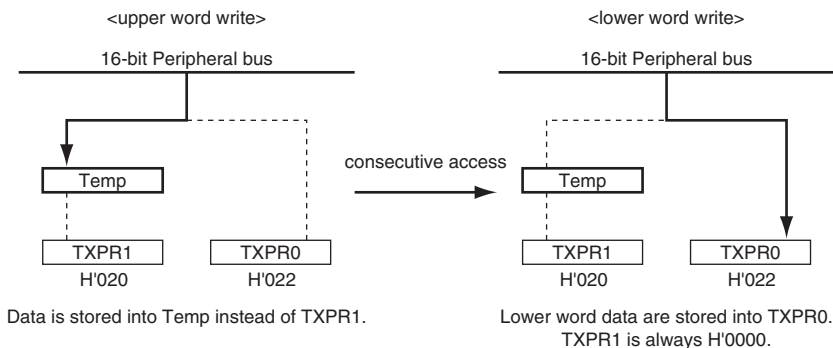 <upper word write>
16-bit Peripheral bus
Temp
TXPR1
TXPR0
H'020
H'022
Data is stored into Temp instead of TXPR1.
consecutive access
<lower word write>
16-bit Peripheral bus
Temp
TXPR1
TXPR0
H'020
H'022
Lower word data are stored into TXPR0.
TXPR1 is always H'0000.